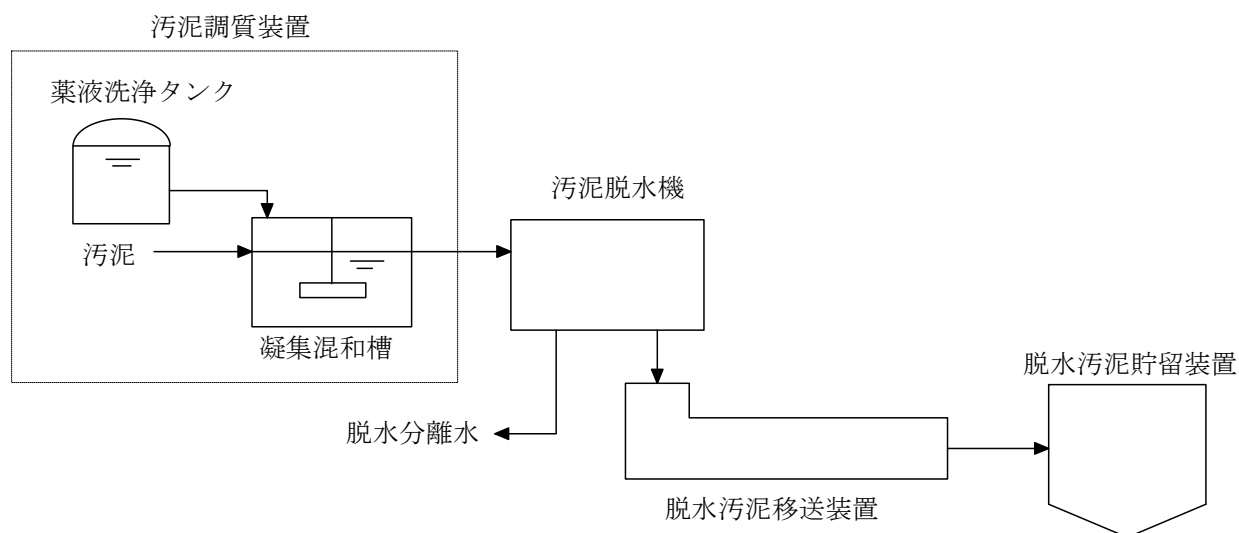 汚泥調質装置
薬液洗浄タンク
汚泥脱水機
汚泥
凝集混和槽
脱水汚泥貯留装置
脱水分離水
脱水汚泥移送装置